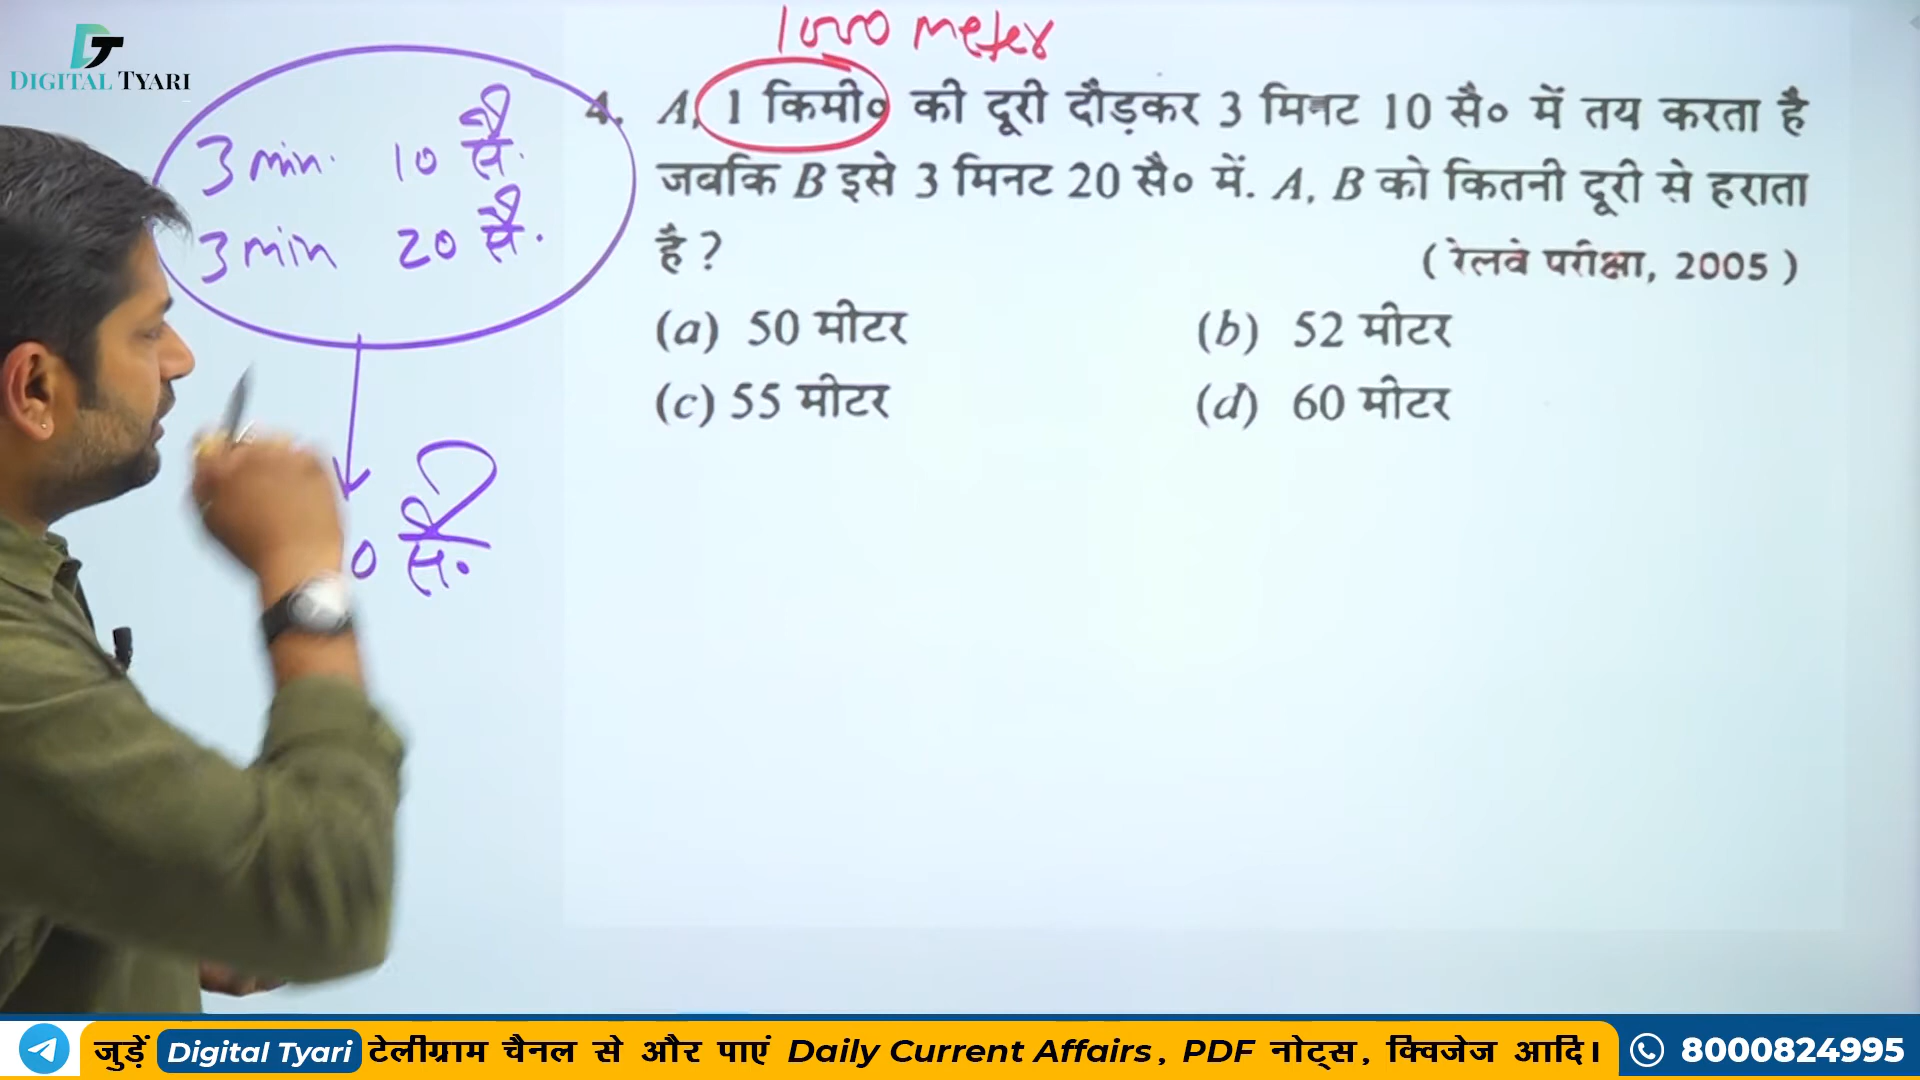 DT
DIGITAL TYARI
1000 meter
3 min. 10 सै.
3 min 20 सै.
0 सै.
4. A, 1 किमी० की दूरी दौड़कर 3 मिनट 10 सै० में तय करता है
जबकि B इसे 3 मिनट 20 सै० में. A, B को कितनी दूरी से हराता
है ?
( रेलवे परीक्षा, 2005 )
(a) 50 मीटर
(b) 52 मीटर
(c) 55 मीटर
(d) 60 मीटर
जुड़ें Digital Tyari टेलीग्राम चैनल से और पाएं Daily Current Affairs, PDF नोट्स, क्विजेज आदि। 8000824995